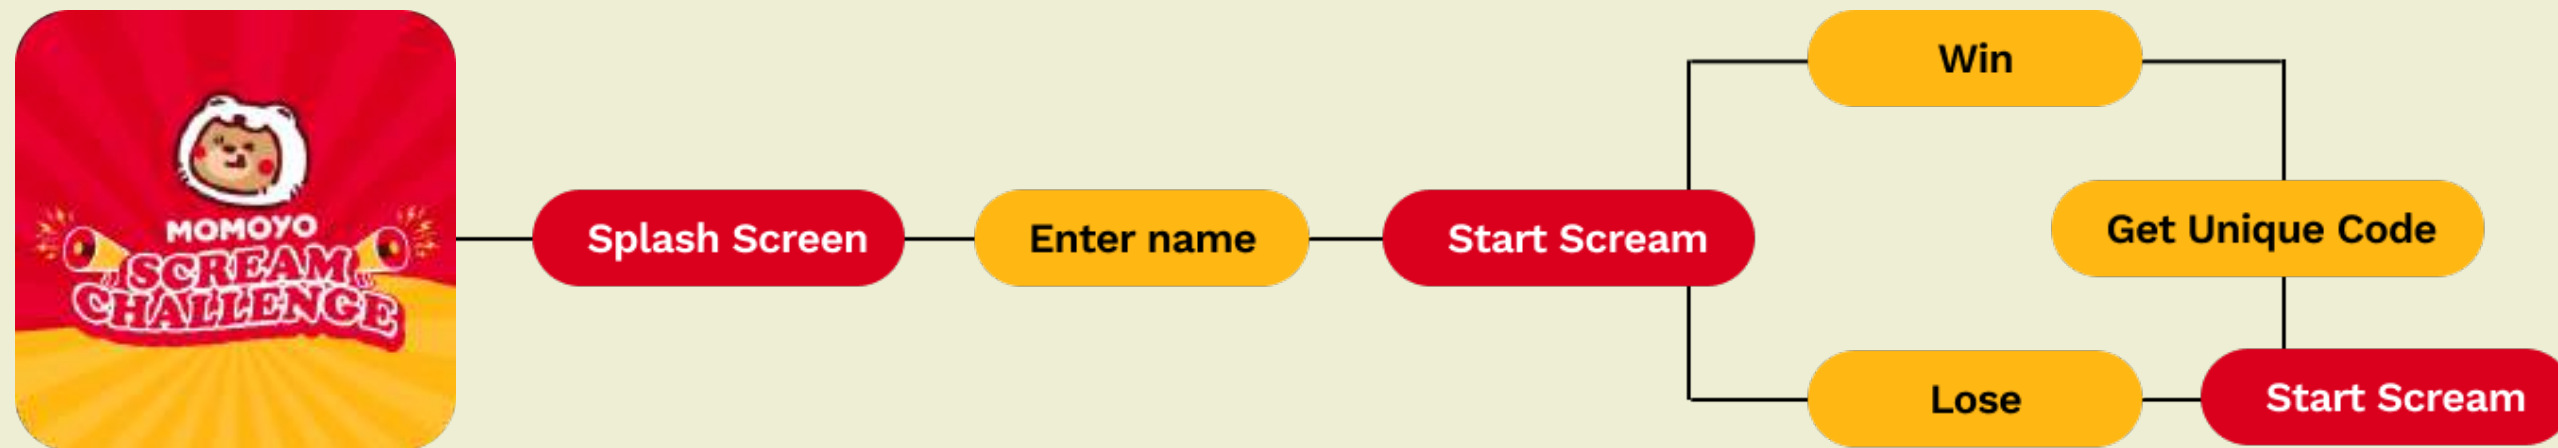 MOMOYO
SCREAM
CHALLENGE
Splash Screen
Enter name
Start Scream
Win
Get Unique Code
Lose
Start Scream